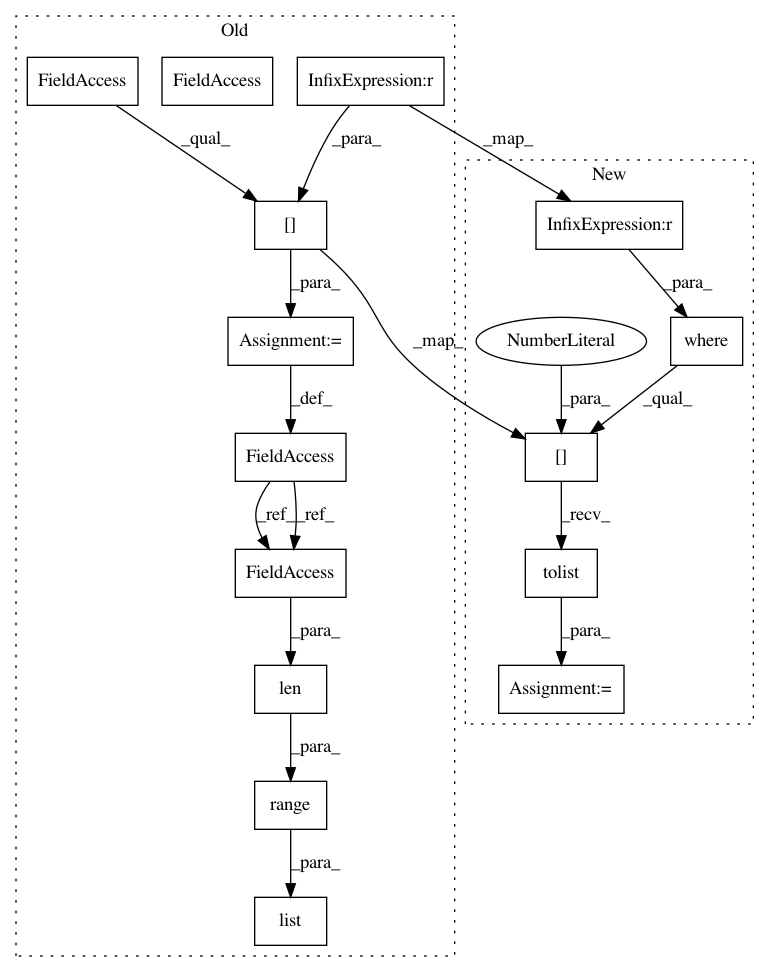 Old
FieldAccess
FieldAccess
InfixExpression:r
_qual_
_para_
_map_
New
[]
InfixExpression:r
_para_
_para_
Assignment:=
_map_
NumberLiteral
where
_def_
_para_
_qual_
FieldAccess
[]
_ref_
_ref_
_recv_
FieldAccess
tolist
_para_
_para_
len
Assignment:=
_para_
range
_para_
list